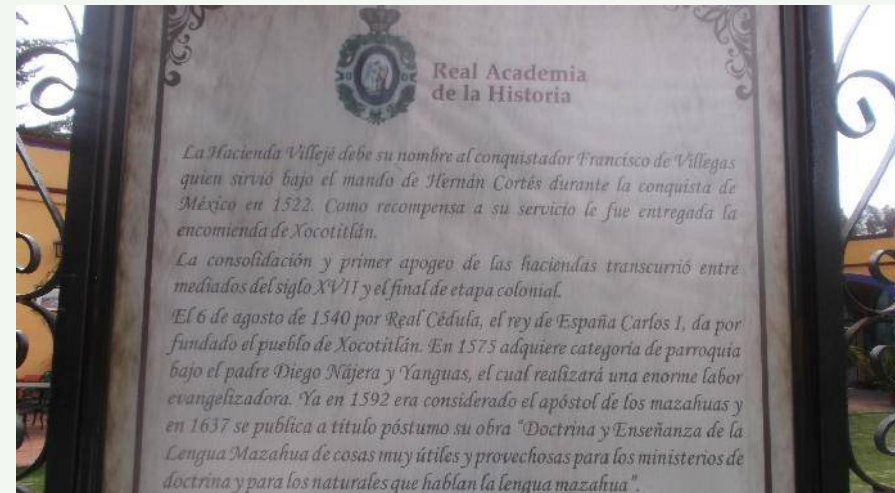 Real Academia
de la Historia
La Hacienda Villejé debe su nombre al conquistador Francisco de Villegas
quien sirvió bajo el mando de Hernán Cortés durante la conquista de
México en 1522. Como recompensa a su servicio le fue entregada la
encomienda de Xocotitlán.
La consolidación y primer apogeo de las haciendas transcurrió entre
mediados del siglo XVII y el final de etapa colonial.
El 6 de agosto de 1540 por Real Cédula, el rey de España Carlos I, da por
fundado el pueblo de Xocotitlán. En 1575 adquiere categoría de parroquia
bajo el padre Diego Nájera y Yanguas, el cual realizará una enorme labor
evangelizadora. Ya en 1592 era considerado el apóstol de los mazahuas y
en 1637 se publica a título póstumo su obra "Doctrina y Enseñanza de la
Lengua Mazahua de cosas muy útiles y provechosas para los ministerios de
doctrina y para los naturales que hablan la lengua mazahua".